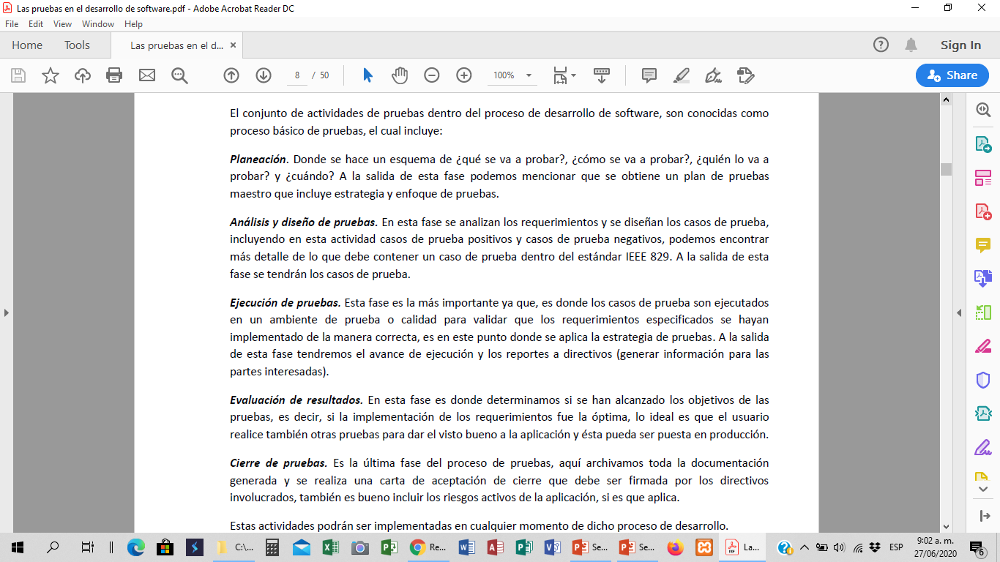 Las pruebas en el desarrollo de software.pdf - Adobe Acrobat Reader DC
File Edit View Window Help
Home Tools Las pruebas en el d... × Sign In
8 / 50 100% Share
El conjunto de actividades de pruebas dentro del proceso de desarrollo de software, son conocidas como
proceso básico de pruebas, el cual incluye:
Planeación. Donde se hace un esquema de ¿qué se va a probar?, ¿cómo se va a probar?, ¿quién lo va a
probar? y ¿cuándo? A la salida de esta fase podemos mencionar que se obtiene un plan de pruebas
maestro que incluye estrategia y enfoque de pruebas.
Análisis y diseño de pruebas. En esta fase se analizan los requerimientos y se diseñan los casos de prueba,
incluyendo en esta actividad casos de prueba positivos y casos de prueba negativos, podemos encontrar
más detalle de lo que debe contener un caso de prueba dentro del estándar IEEE 829. A la salida de esta
fase se tendrán los casos de prueba.
Ejecución de pruebas. Esta fase es la más importante ya que, es donde los casos de prueba son ejecutados
en un ambiente de prueba o calidad para validar que los requerimientos especificados se hayan
implementado de la manera correcta, es en este punto donde se aplica la estrategia de pruebas. A la salida
de esta fase tendremos el avance de ejecución y los reportes a directivos (generar información para las
partes interesadas).
Evaluación de resultados. En esta fase es donde determinamos si se han alcanzado los objetivos de las
pruebas, es decir, si la implementación de los requerimientos fue la óptima, lo ideal es que el usuario
realice también otras pruebas para dar el visto bueno a la aplicación y ésta pueda ser puesta en producción.
Cierre de pruebas. Es la última fase del proceso de pruebas, aquí archivamos toda la documentación
generada y se realiza una carta de aceptación de cierre que debe ser firmada por los directivos
involucrados, también es bueno incluir los riesgos activos de la aplicación, si es que aplica.
Estas actividades podrán ser implementadas en cualquier momento de dicho proceso de desarrollo.
C:\... Re... Se... Se... La... ESP 9:02 a. m.
27/06/2020 6